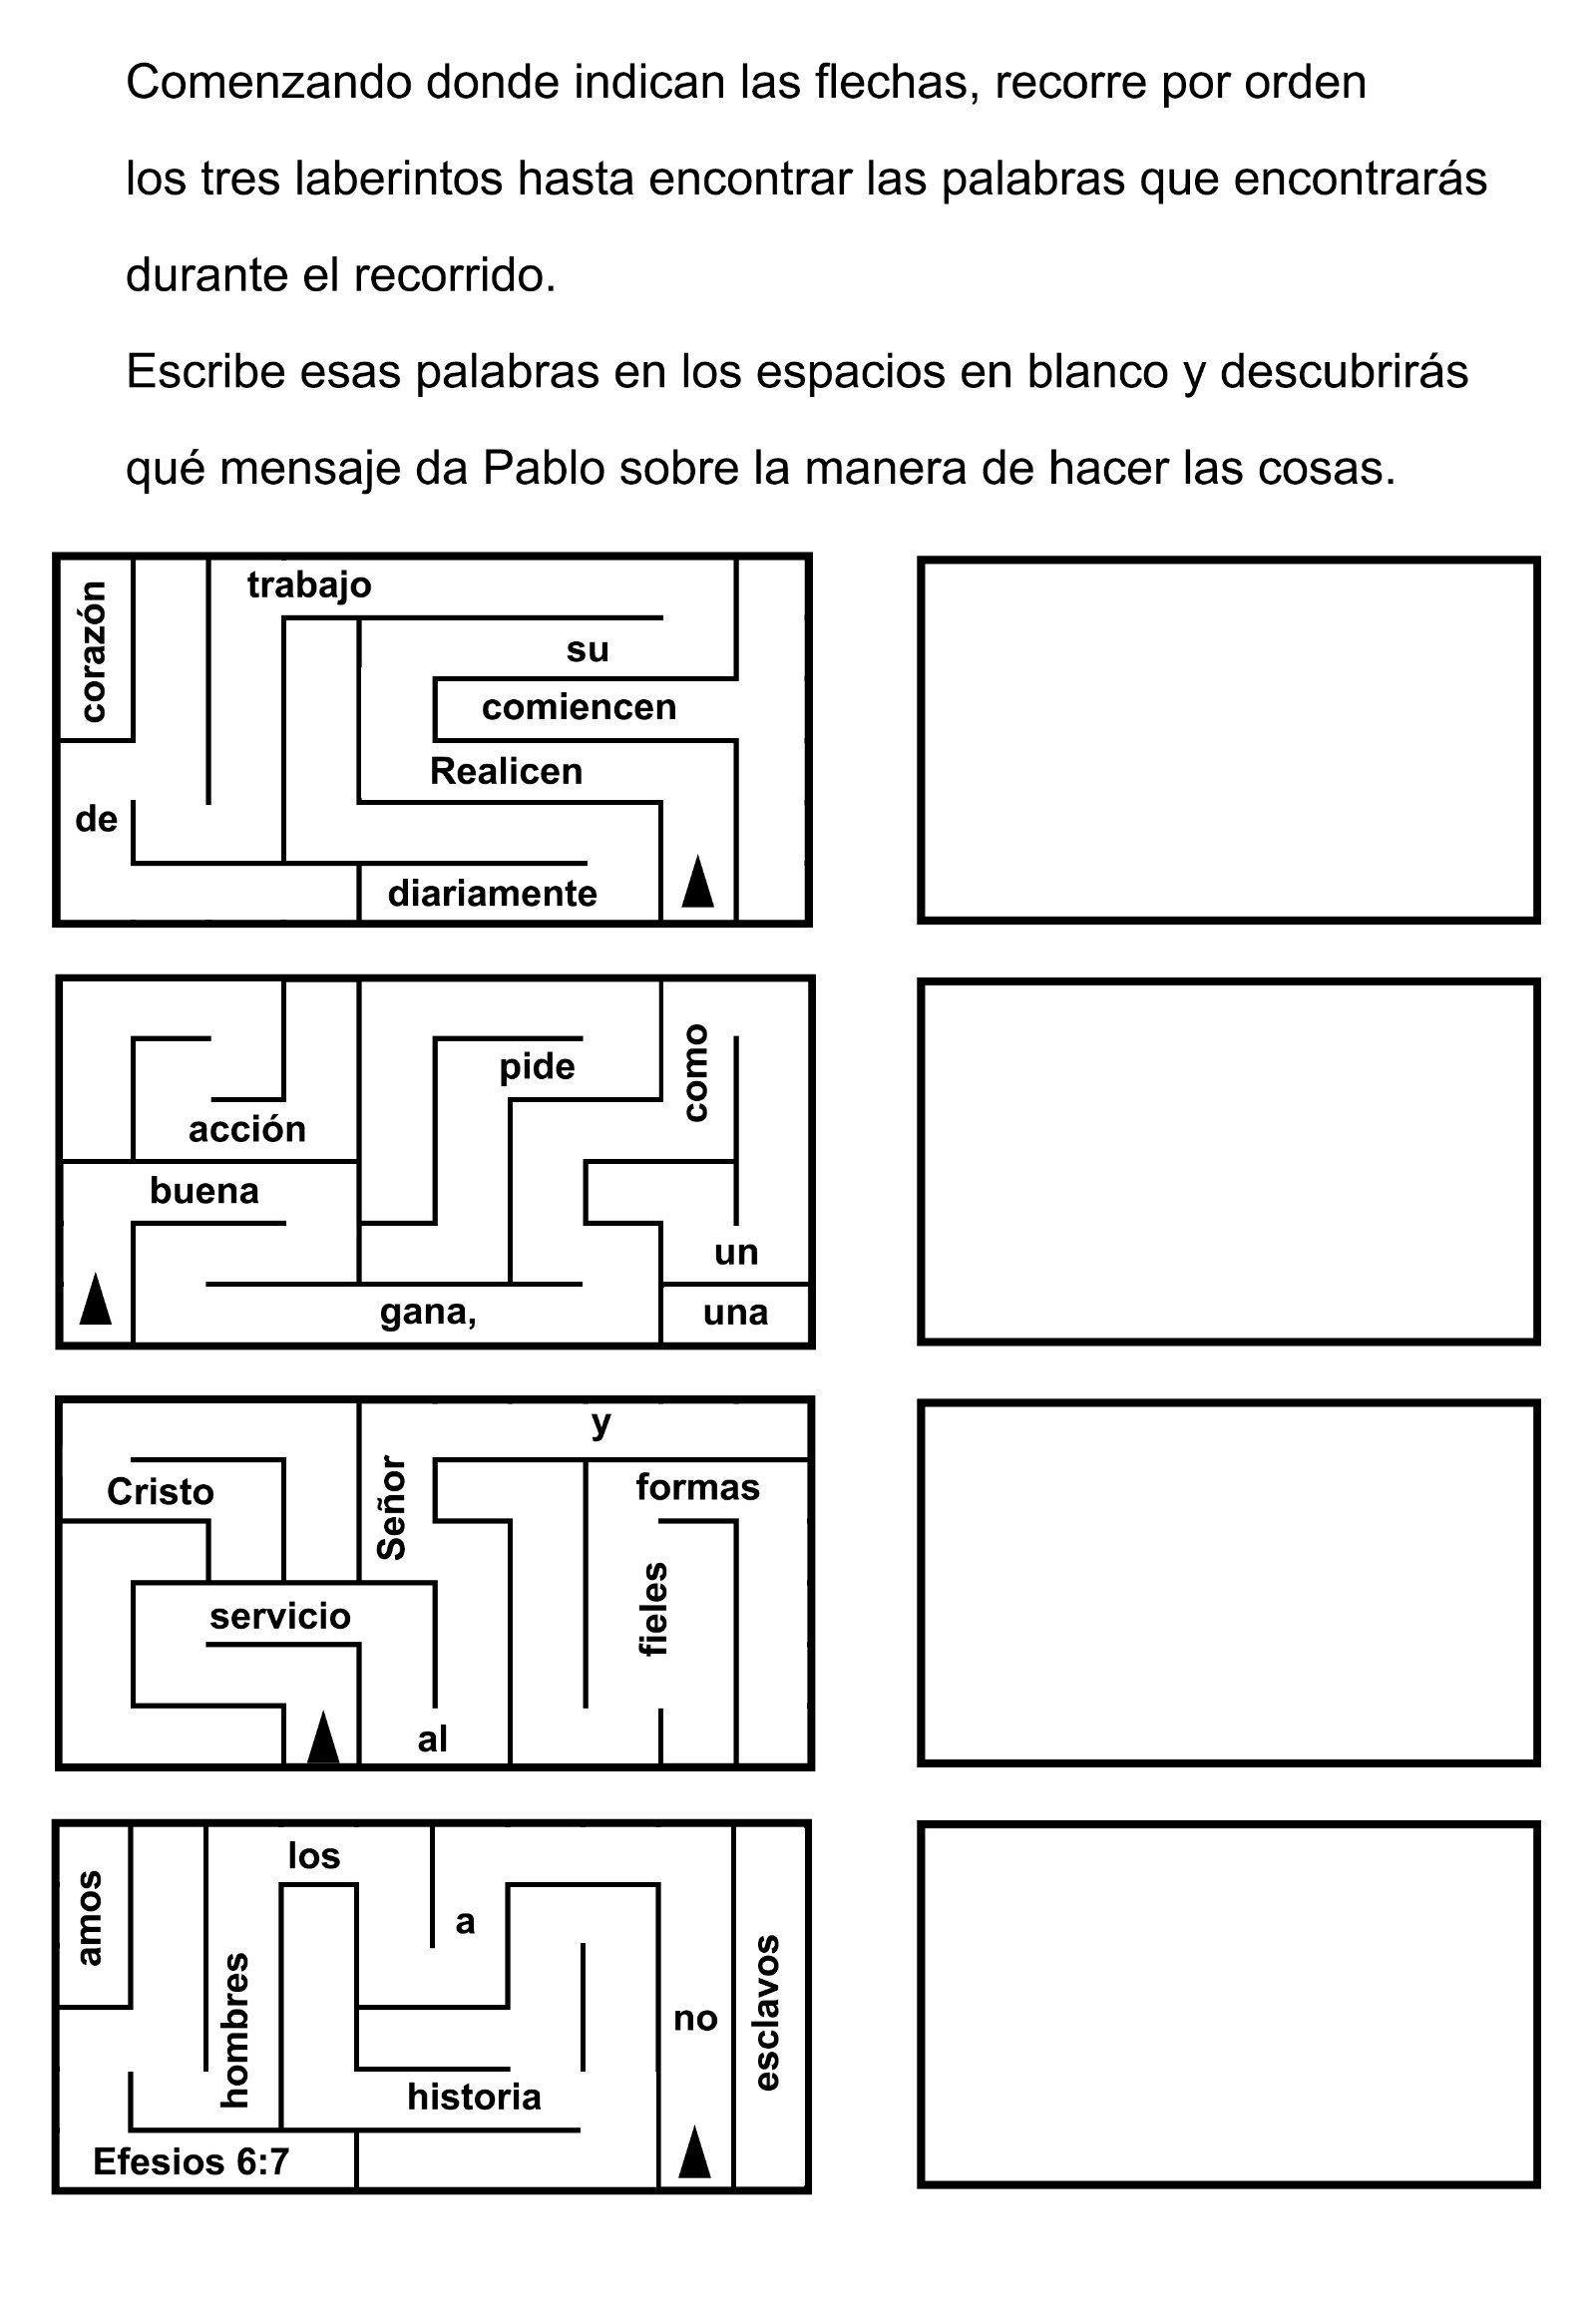 Comenzando donde indican las flechas, recorre por orden
los tres laberintos hasta encontrar las palabras que encontrarás
durante el recorrido.
Escribe esas palabras en los espacios en blanco y descubrirás
qué mensaje da Pablo sobre la manera de hacer las cosas.
corazón
trabajo
su
comiencen
Realicen
de
diariamente
pide
como
acción
buena
un
gana,
una
y
Cristo
Señor
formas
servicio
fieles
al
los
amos
a
hombres
no
esclavos
historia
Efesios 6:7